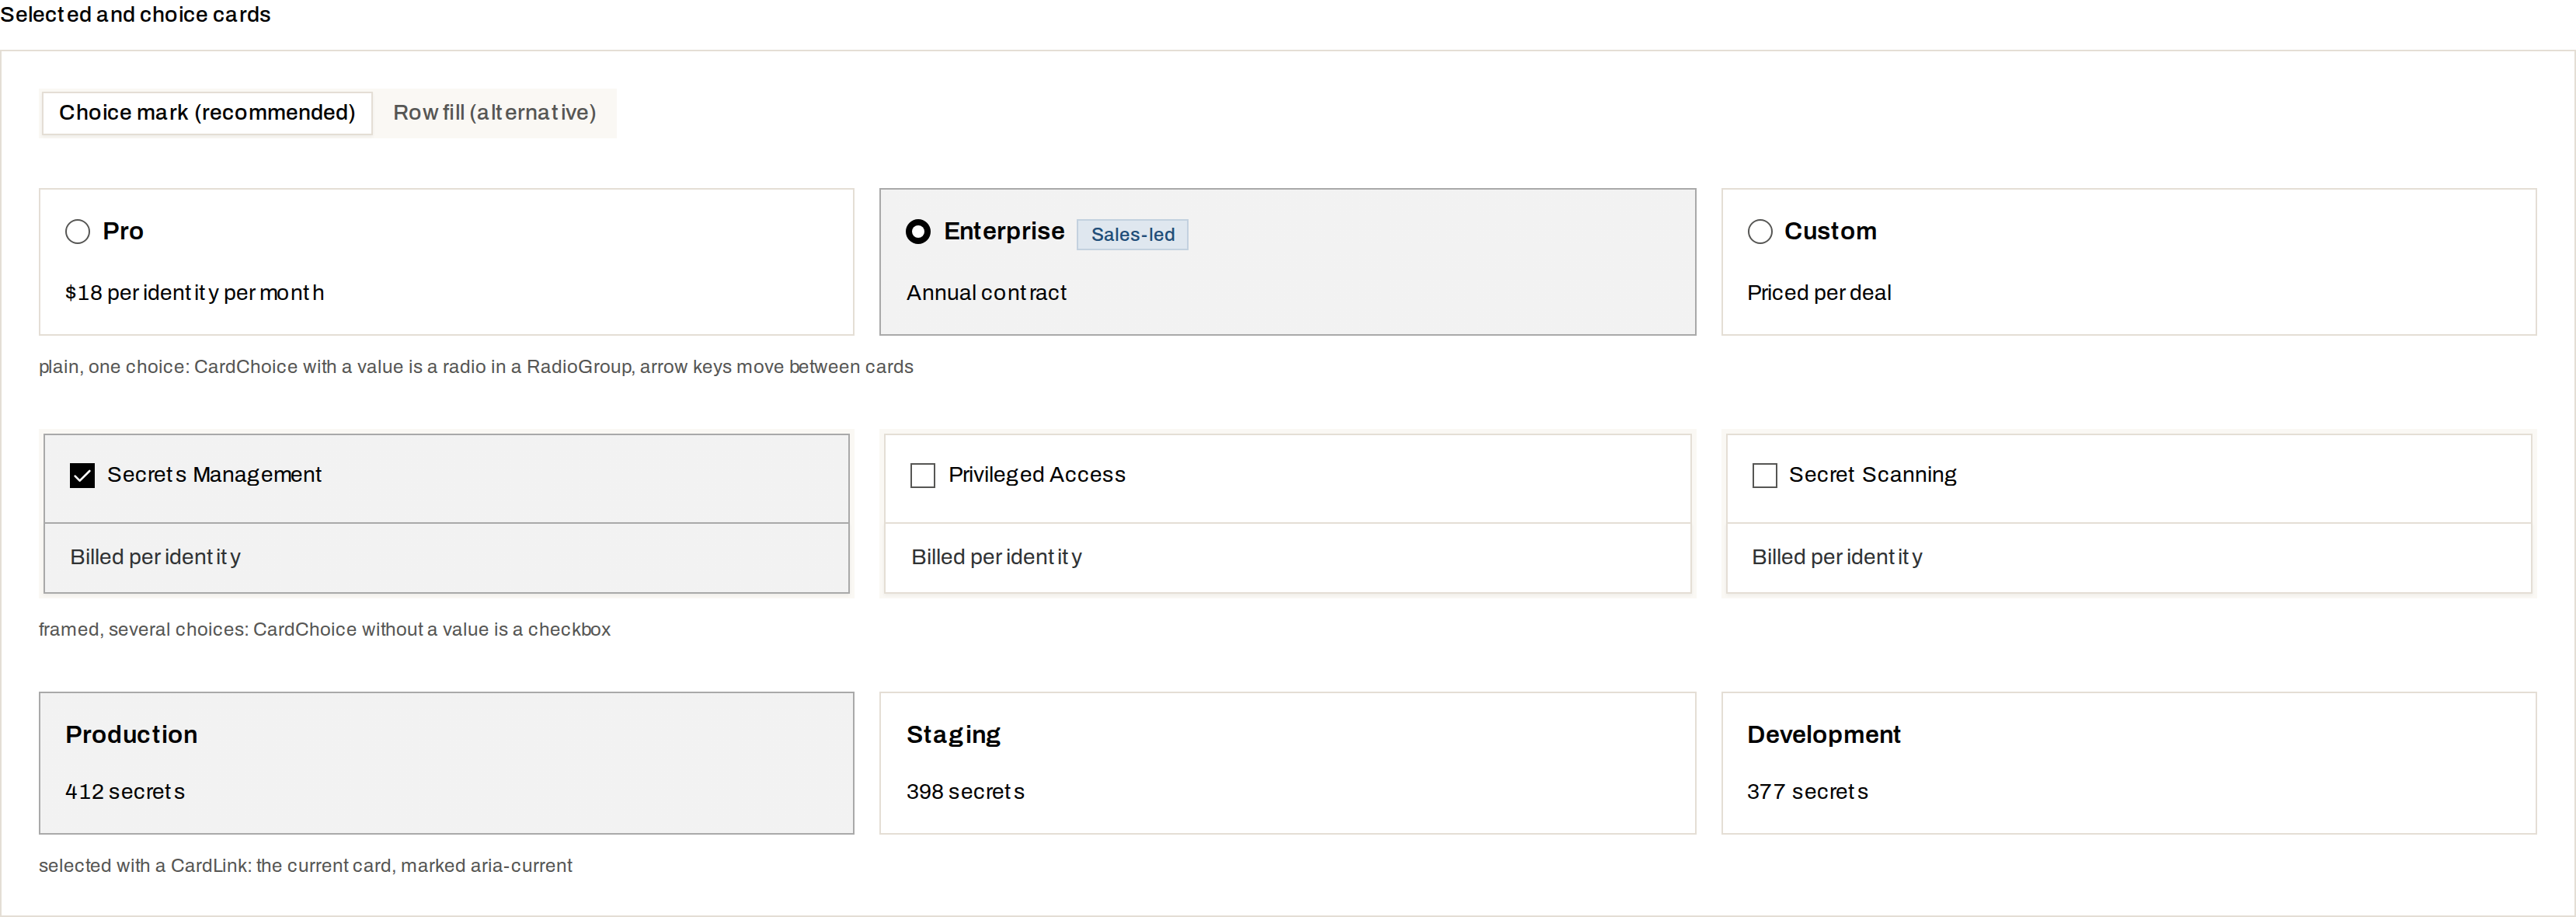 Selected and choice cards
Choice mark (recommended) Row fill (alternative)
Pro Enterprise Sales-led Custom
$18 per identity per month Annual contract Priced per deal
plain, one choice: CardChoice with a value is a radio in a RadioGroup, arrow keys move between cards
Secrets Management Privileged Access Secret Scanning
Billed per identity Billed per identity Billed per identity
framed, several choices: CardChoice without a value is a checkbox
Production Staging Development
412 secrets 398 secrets 377 secrets
selected with a CardLink: the current card, marked aria-current